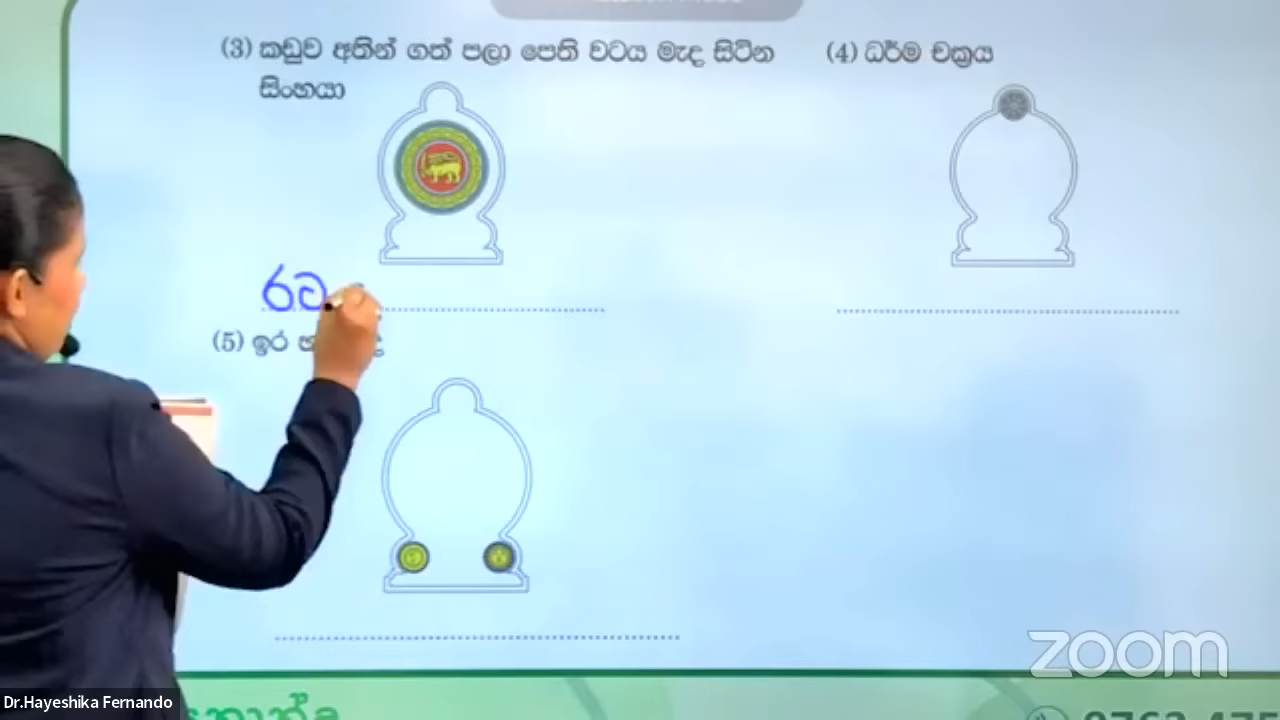 (3) කඩුව අතින් ගත් පලා පෙති වටය මැද සිටින
සිංහයා
(4) ධර්ම චක්‍රය
රට
(5) ඉර
zoom
Dr.Hayeshika Fernando